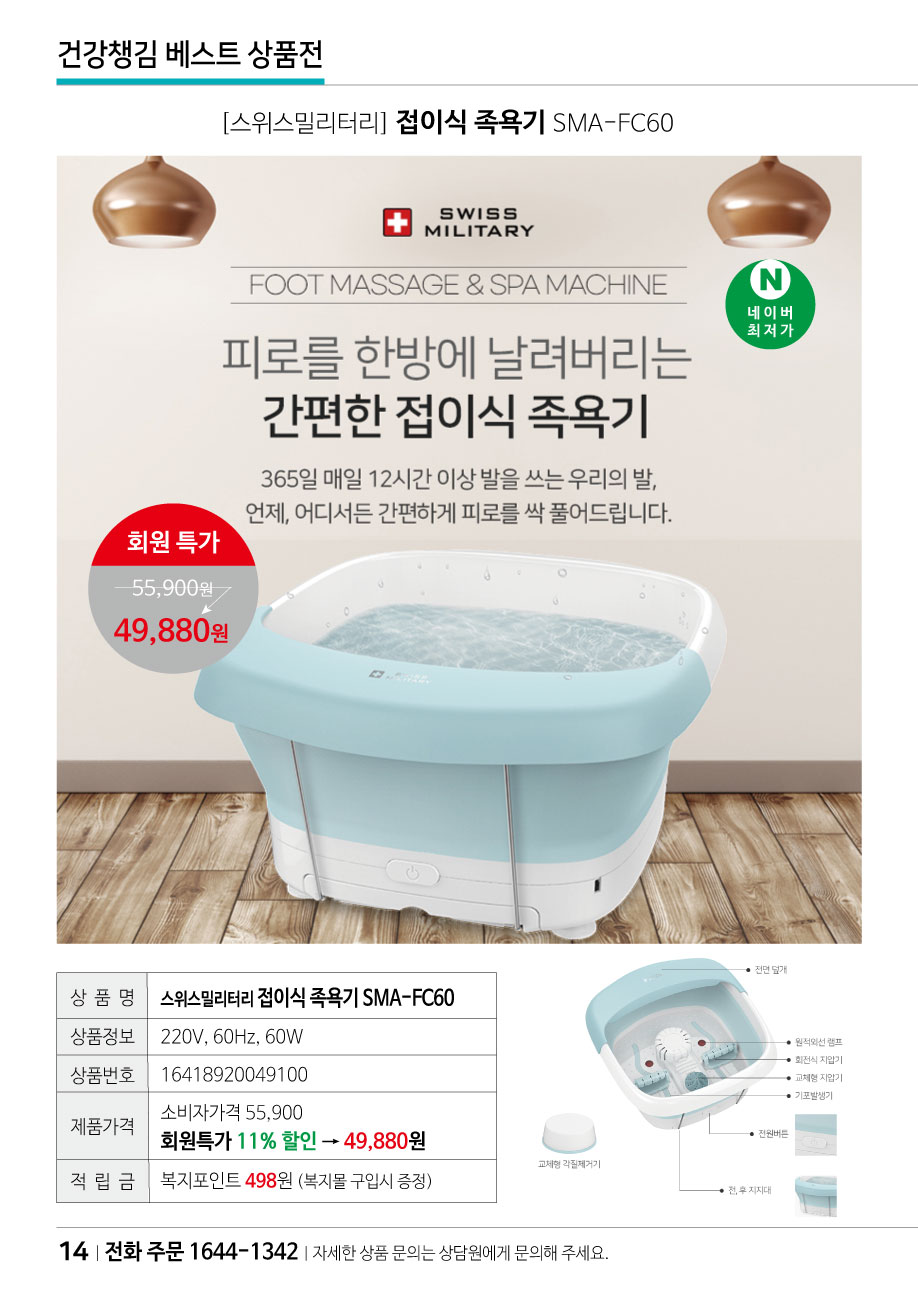 건강챙김 베스트 상품전
[스위스밀리터리] 접이식 족욕기 SMA-FC60
SWISS
MILITARY
FOOT MASSAGE & SPA MACHINE
N
네이버
최저가
피로를 한방에 날려버리는
간편한 접이식 족욕기
365일 매일 12시간 이상 발을 쓰는 우리의 발,
언제, 어디서든 간편하게 피로를 싹 풀어드립니다.
회원 특가
55,900원
49,880원
SWISS
MILITARY
상 품 명 스위스밀리터리 접이식 족욕기 SMA-FC60
상품정보 220V, 60Hz, 60W
상품번호 16418920049100
제품가격 소비자가격 55,900
회원특가 11% 할인 → 49,880원
적 립 금 복지포인트 498원 (복지몰 구입시 증정)
전면 덮개
원적외선 램프
회전식 지압기
교체형 지압기
기포발생기
전원버튼
교체형 각질제거기
전, 후 지지대
14 | 전화 주문 1644-1342 | 자세한 상품 문의는 상담원에게 문의해 주세요.